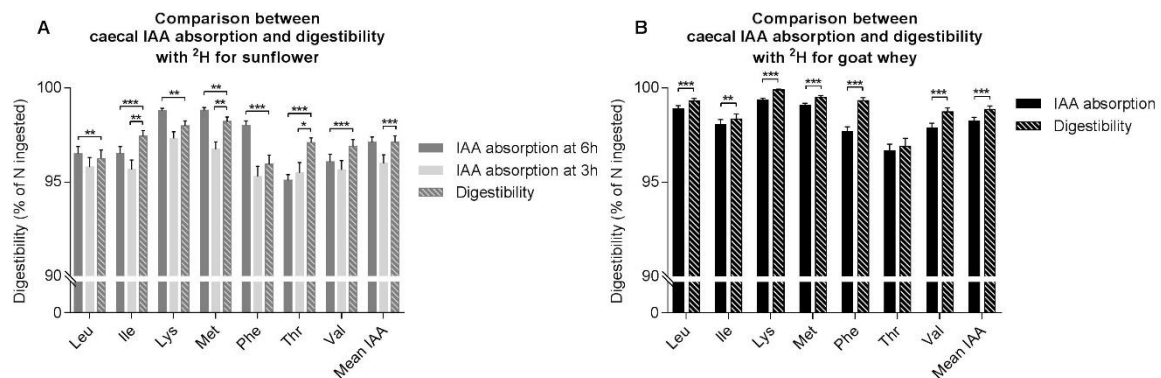 A
Comparison between
caecal IAA absorption and digestibility
with ²H for sunflower
Digestibility (% of N ingested)
100
95
90
0
** *** ** ** ** ** *** *** * *** ***
Leu Ile Lys Met Phe Thr Val Mean IAA
IAA absorption at 6h
IAA absorption at 3h
Digestibility
B
Comparison between
caecal IAA absorption and digestibility
with ²H for goat whey
Digestibility (% of N ingested)
100
95
90
0
*** ** *** *** *** *** ***
Leu Ile Lys Met Phe Thr Val Mean IAA
IAA absorption
Digestibility